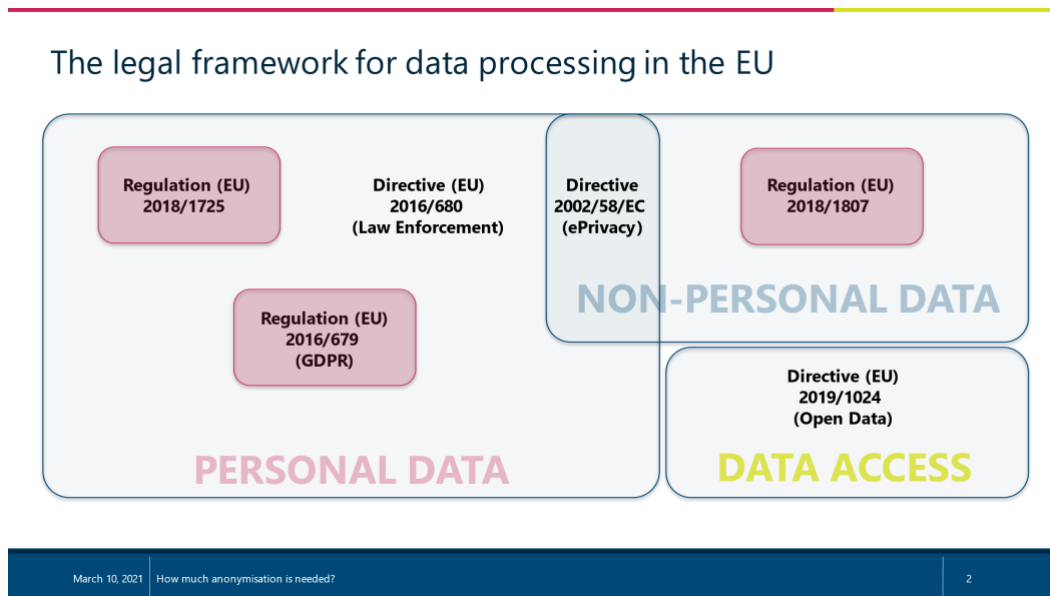 The legal framework for data processing in the EU
Regulation (EU)
2018/1725
Directive (EU)
2016/680
(Law Enforcement)
Directive
2002/58/EC
(ePrivacy)
Regulation (EU)
2018/1807
NON-PERSONAL DATA
Regulation (EU)
2016/679
(GDPR)
Directive (EU)
2019/1024
(Open Data)
PERSONAL DATA
DATA ACCESS
March 10, 2021
How much anonymisation is needed?
2